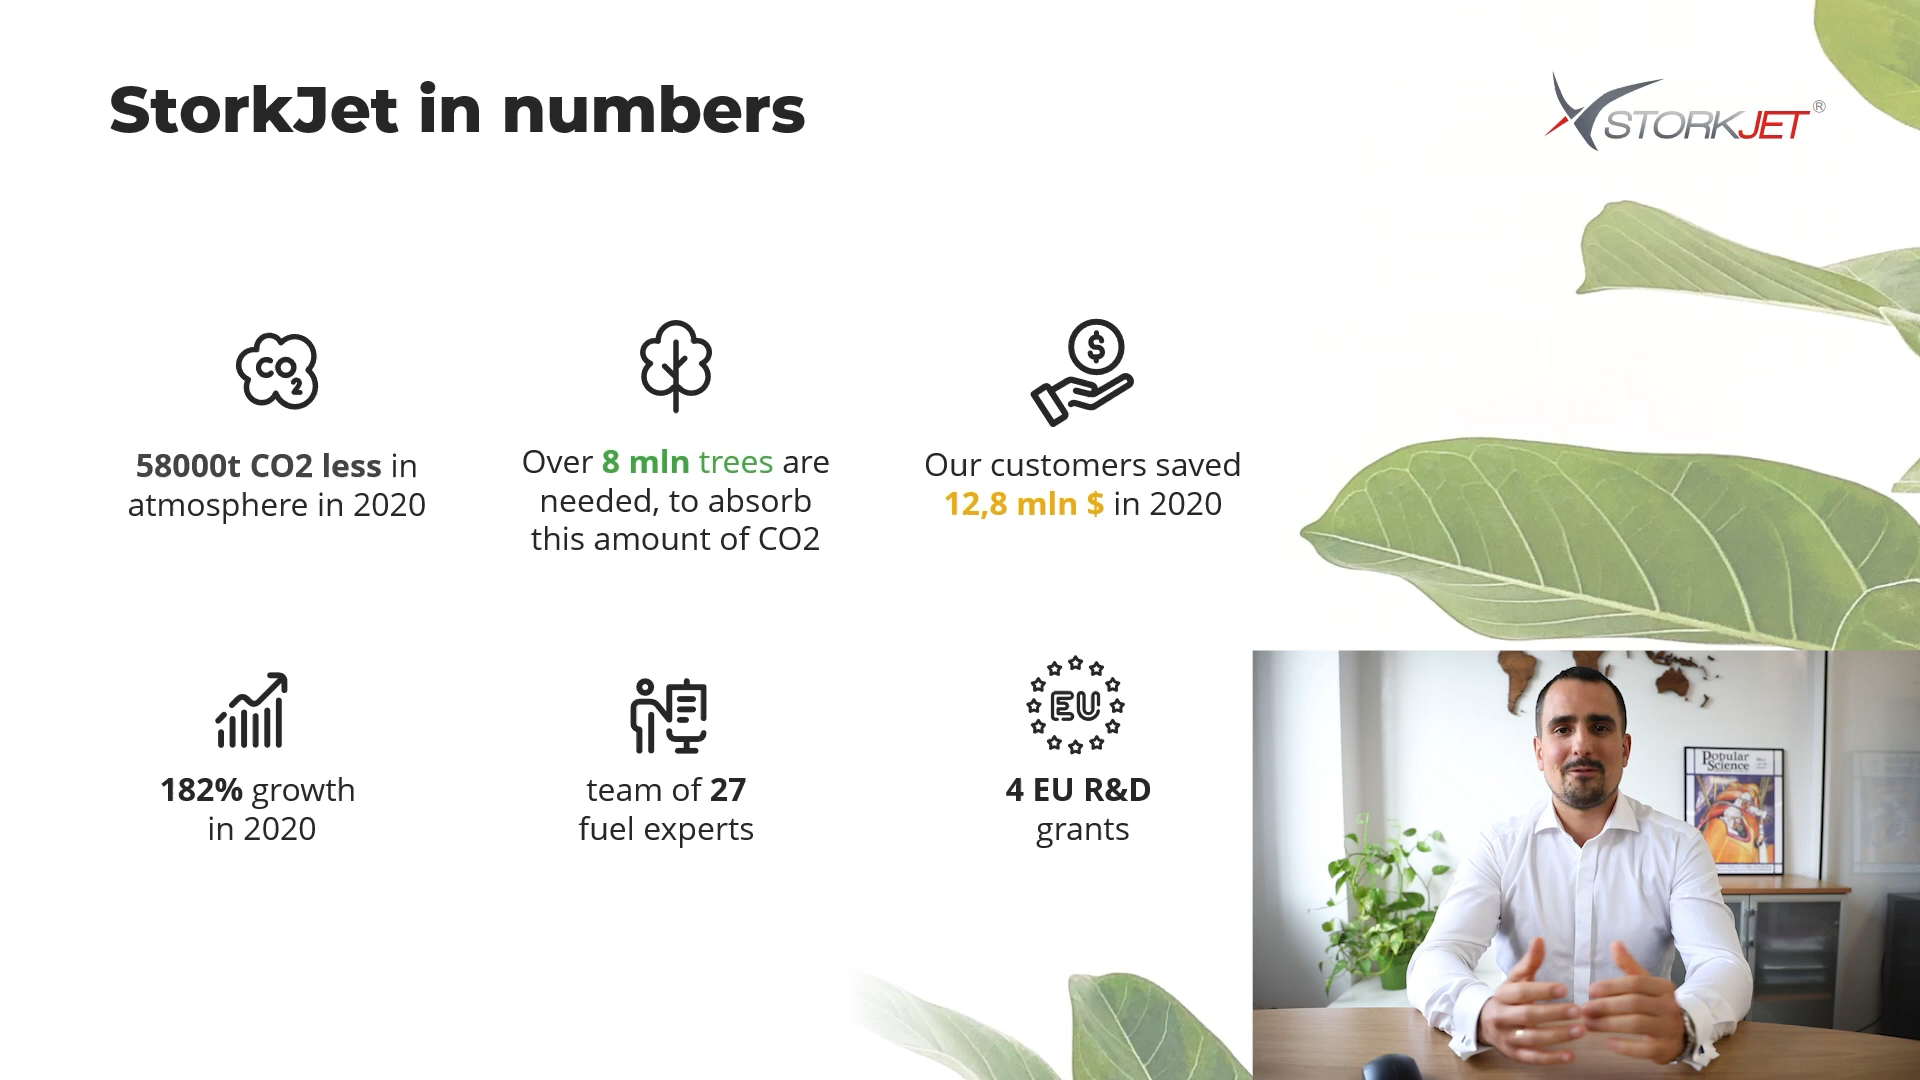 StorkJet in numbers
STORKJET®
CO2
$
58000t CO2 less in
atmosphere in 2020
Over 8 mln trees are
needed, to absorb
this amount of CO2
Our customers saved
12,8 mln $ in 2020
EU
182% growth
in 2020
team of 27
fuel experts
4 EU R&D
grants
Popular
Science